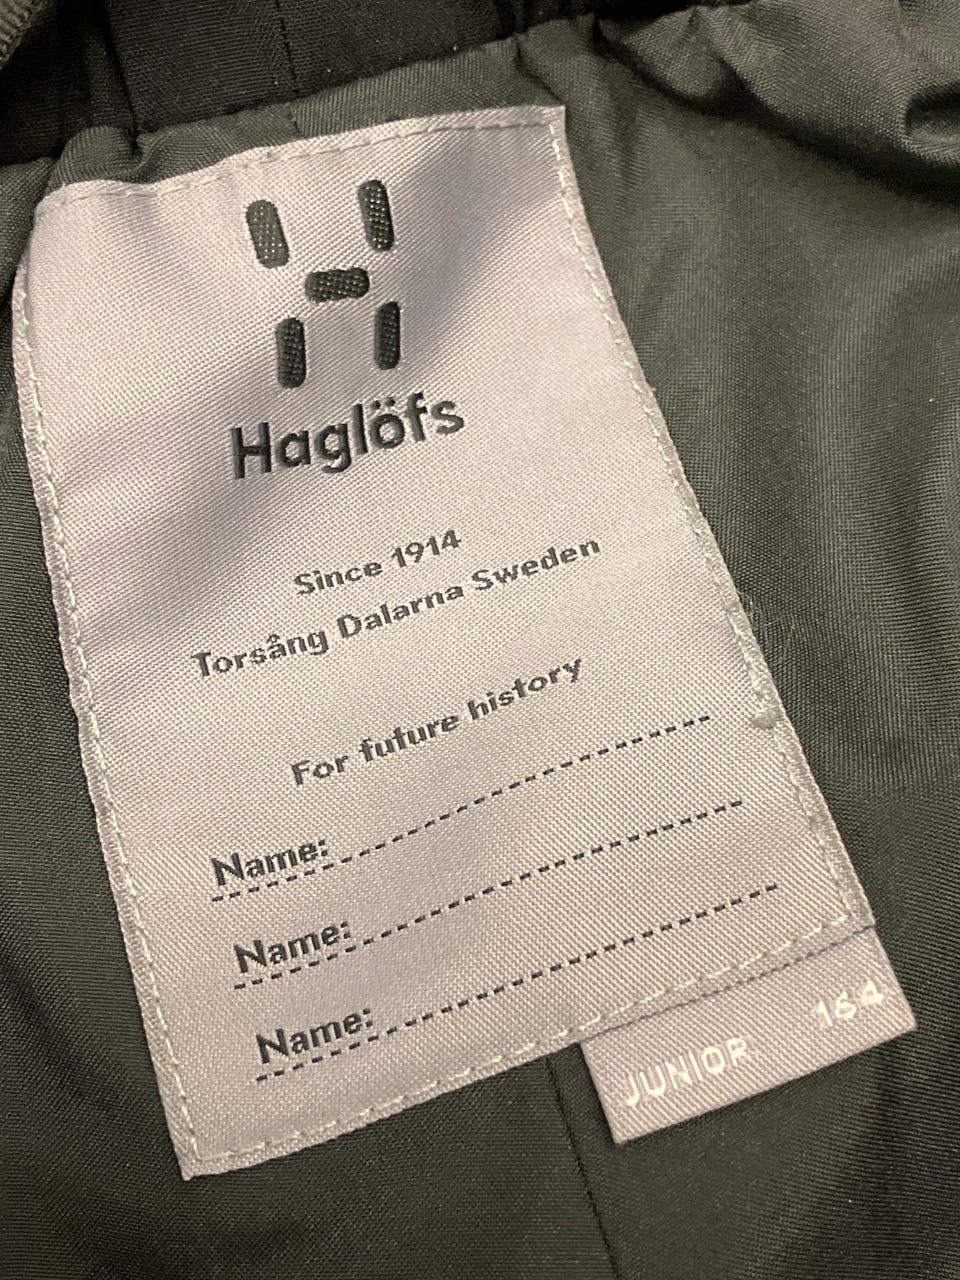 Haglöfs
Since 1914
Torsång Dalarna Sweden
For future history
Name:
Name:
Name:
JUNIOR 164